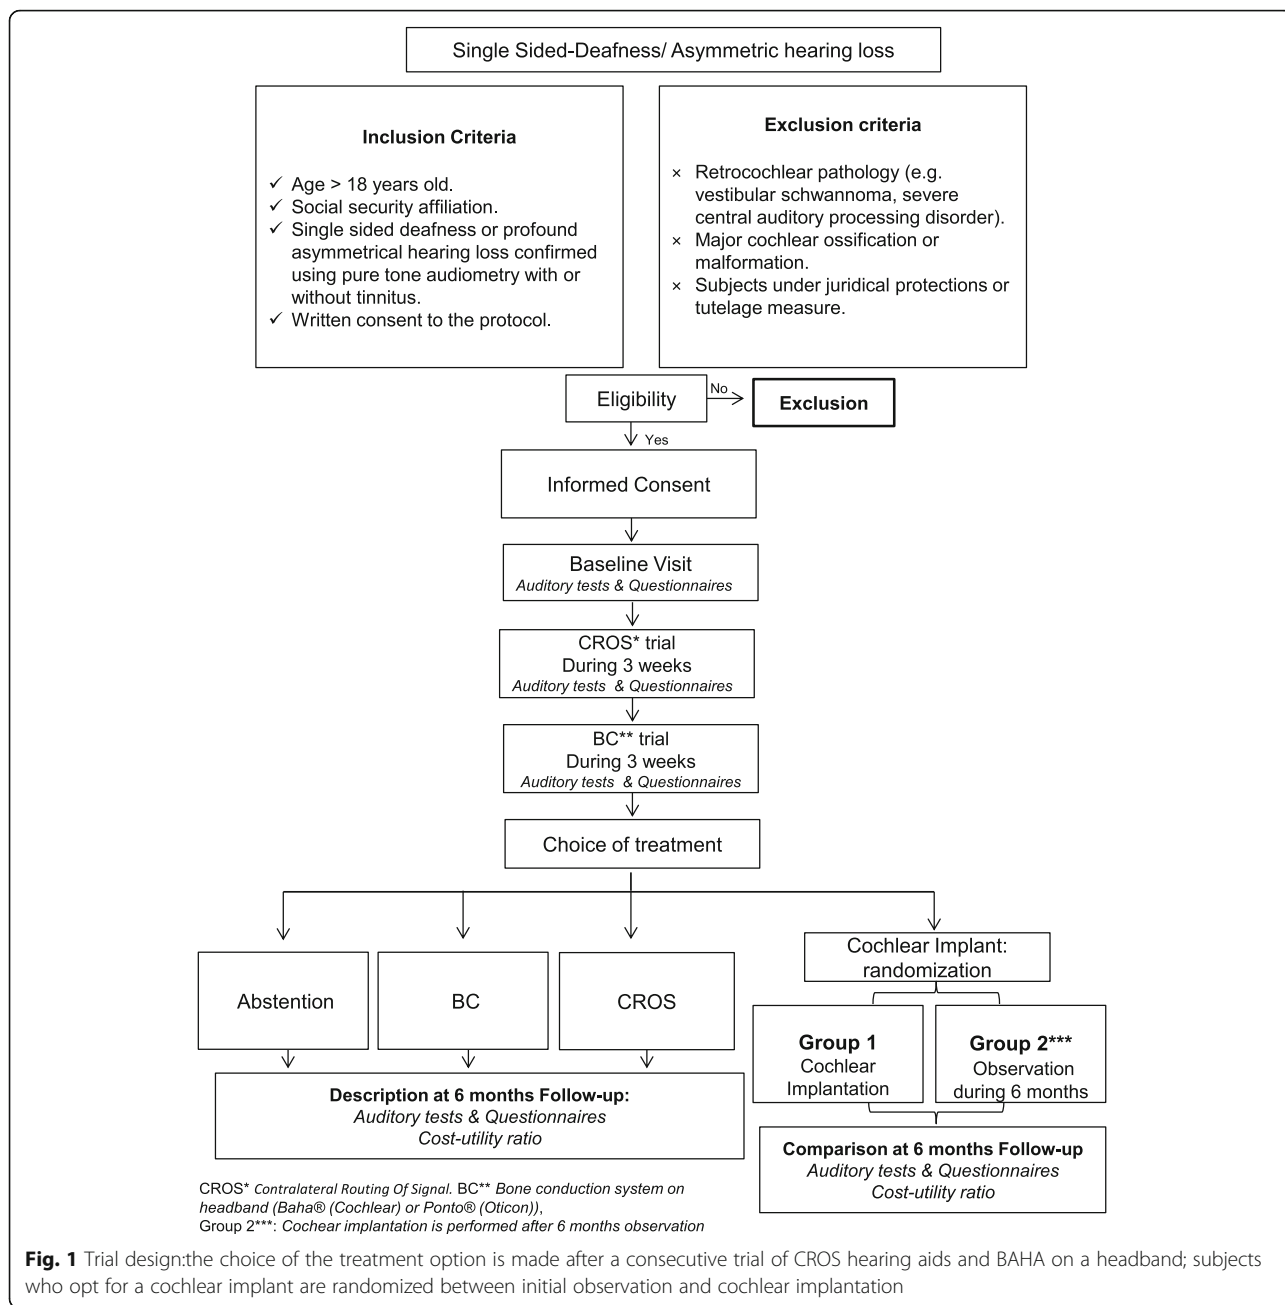 Single Sided-Deafness/ Asymmetric hearing loss
Inclusion Criteria
✓ Age > 18 years old.
✓ Social security affiliation.
✓ Single sided deafness or profound
asymmetrical hearing loss confirmed
using pure tone audiometry with or
without tinnitus.
✓ Written consent to the protocol.
Exclusion criteria
× Retrocochlear pathology (e.g.
vestibular schwannoma, severe
central auditory processing disorder).
× Major cochlear ossification or
malformation.
× Subjects under juridical protections or
tutelage measure.
Eligibility
No
Exclusion
Yes
Informed Consent
Baseline Visit
Auditory tests & Questionnaires
CROS* trial
During 3 weeks
Auditory tests & Questionnaires
BC** trial
During 3 weeks
Auditory tests & Questionnaires
Choice of treatment
Abstention
BC
CROS
Cochlear Implant:
randomization
Group 1
Cochlear
Implantation
Group 2***
Observation
during 6 months
Description at 6 months Follow-up:
Auditory tests & Questionnaires
Cost-utility ratio
Comparison at 6 months Follow-up
Auditory tests & Questionnaires
Cost-utility ratio
CROS* Contralateral Routing Of Signal. BC** Bone conduction system on
headband (Baha® (Cochlear) or Ponto® (Oticon)),
Group 2***: Cochear implantation is performed after 6 months observation
Fig. 1 Trial design:the choice of the treatment option is made after a consecutive trial of CROS hearing aids and BAHA on a headband; subjects
who opt for a cochlear implant are randomized between initial observation and cochlear implantation